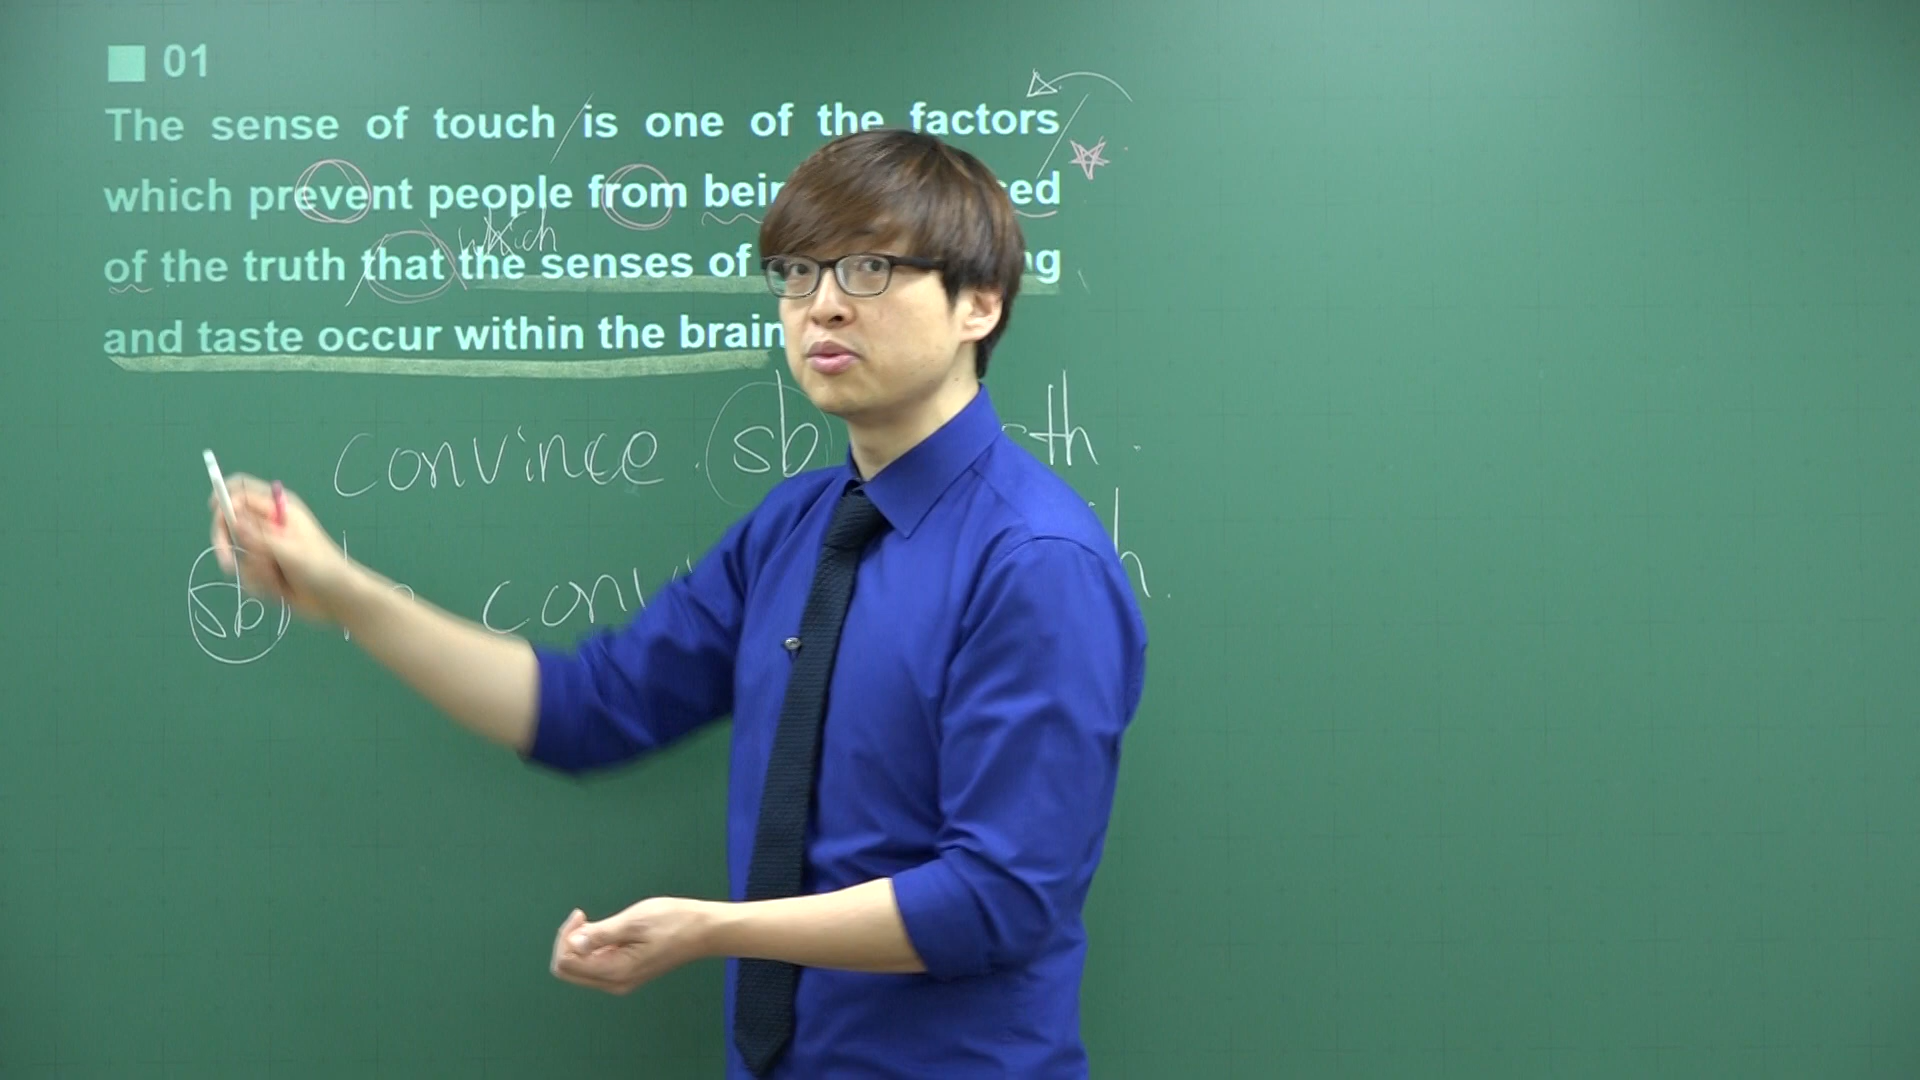 01
The sense of touch is one of the factors
which prevent people from
which
of the truth that the senses of
and taste occur within the brain
convince sb sth.
sb